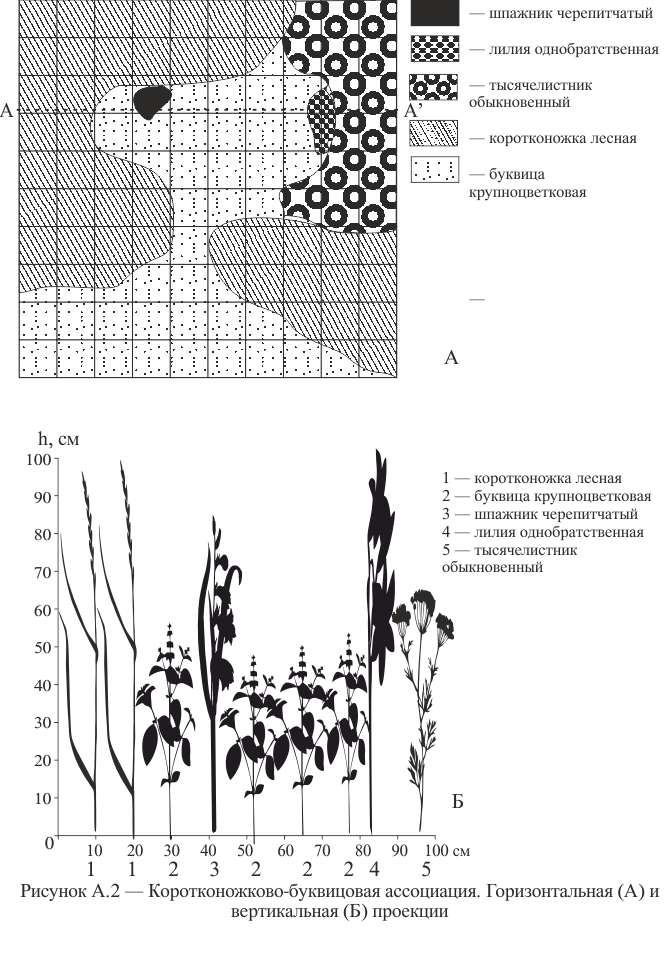 — шпажник черепитчатый
— лилия однобратственная
— тысячелистник
обыкновенный
А
А’
— коротконожка лесная
— буквица
крупноцветковая
—
А
h, см
100
90
80
70
60
50
40
30
20
10
0
1 — коротконожка лесная
2 — буквица крупноцветковая
3 — шпажник черепитчатый
4 — лилия однобратственная
5 — тысячелистник
обыкновенный
Б
10 20 30 40 50 60 70 80 90 100 см
1 1 2 3 2 2 2 4 5
Рисунок А.2 — Коротконожково-буквицовая ассоциация. Горизонтальная (А) и
вертикальная (Б) проекции